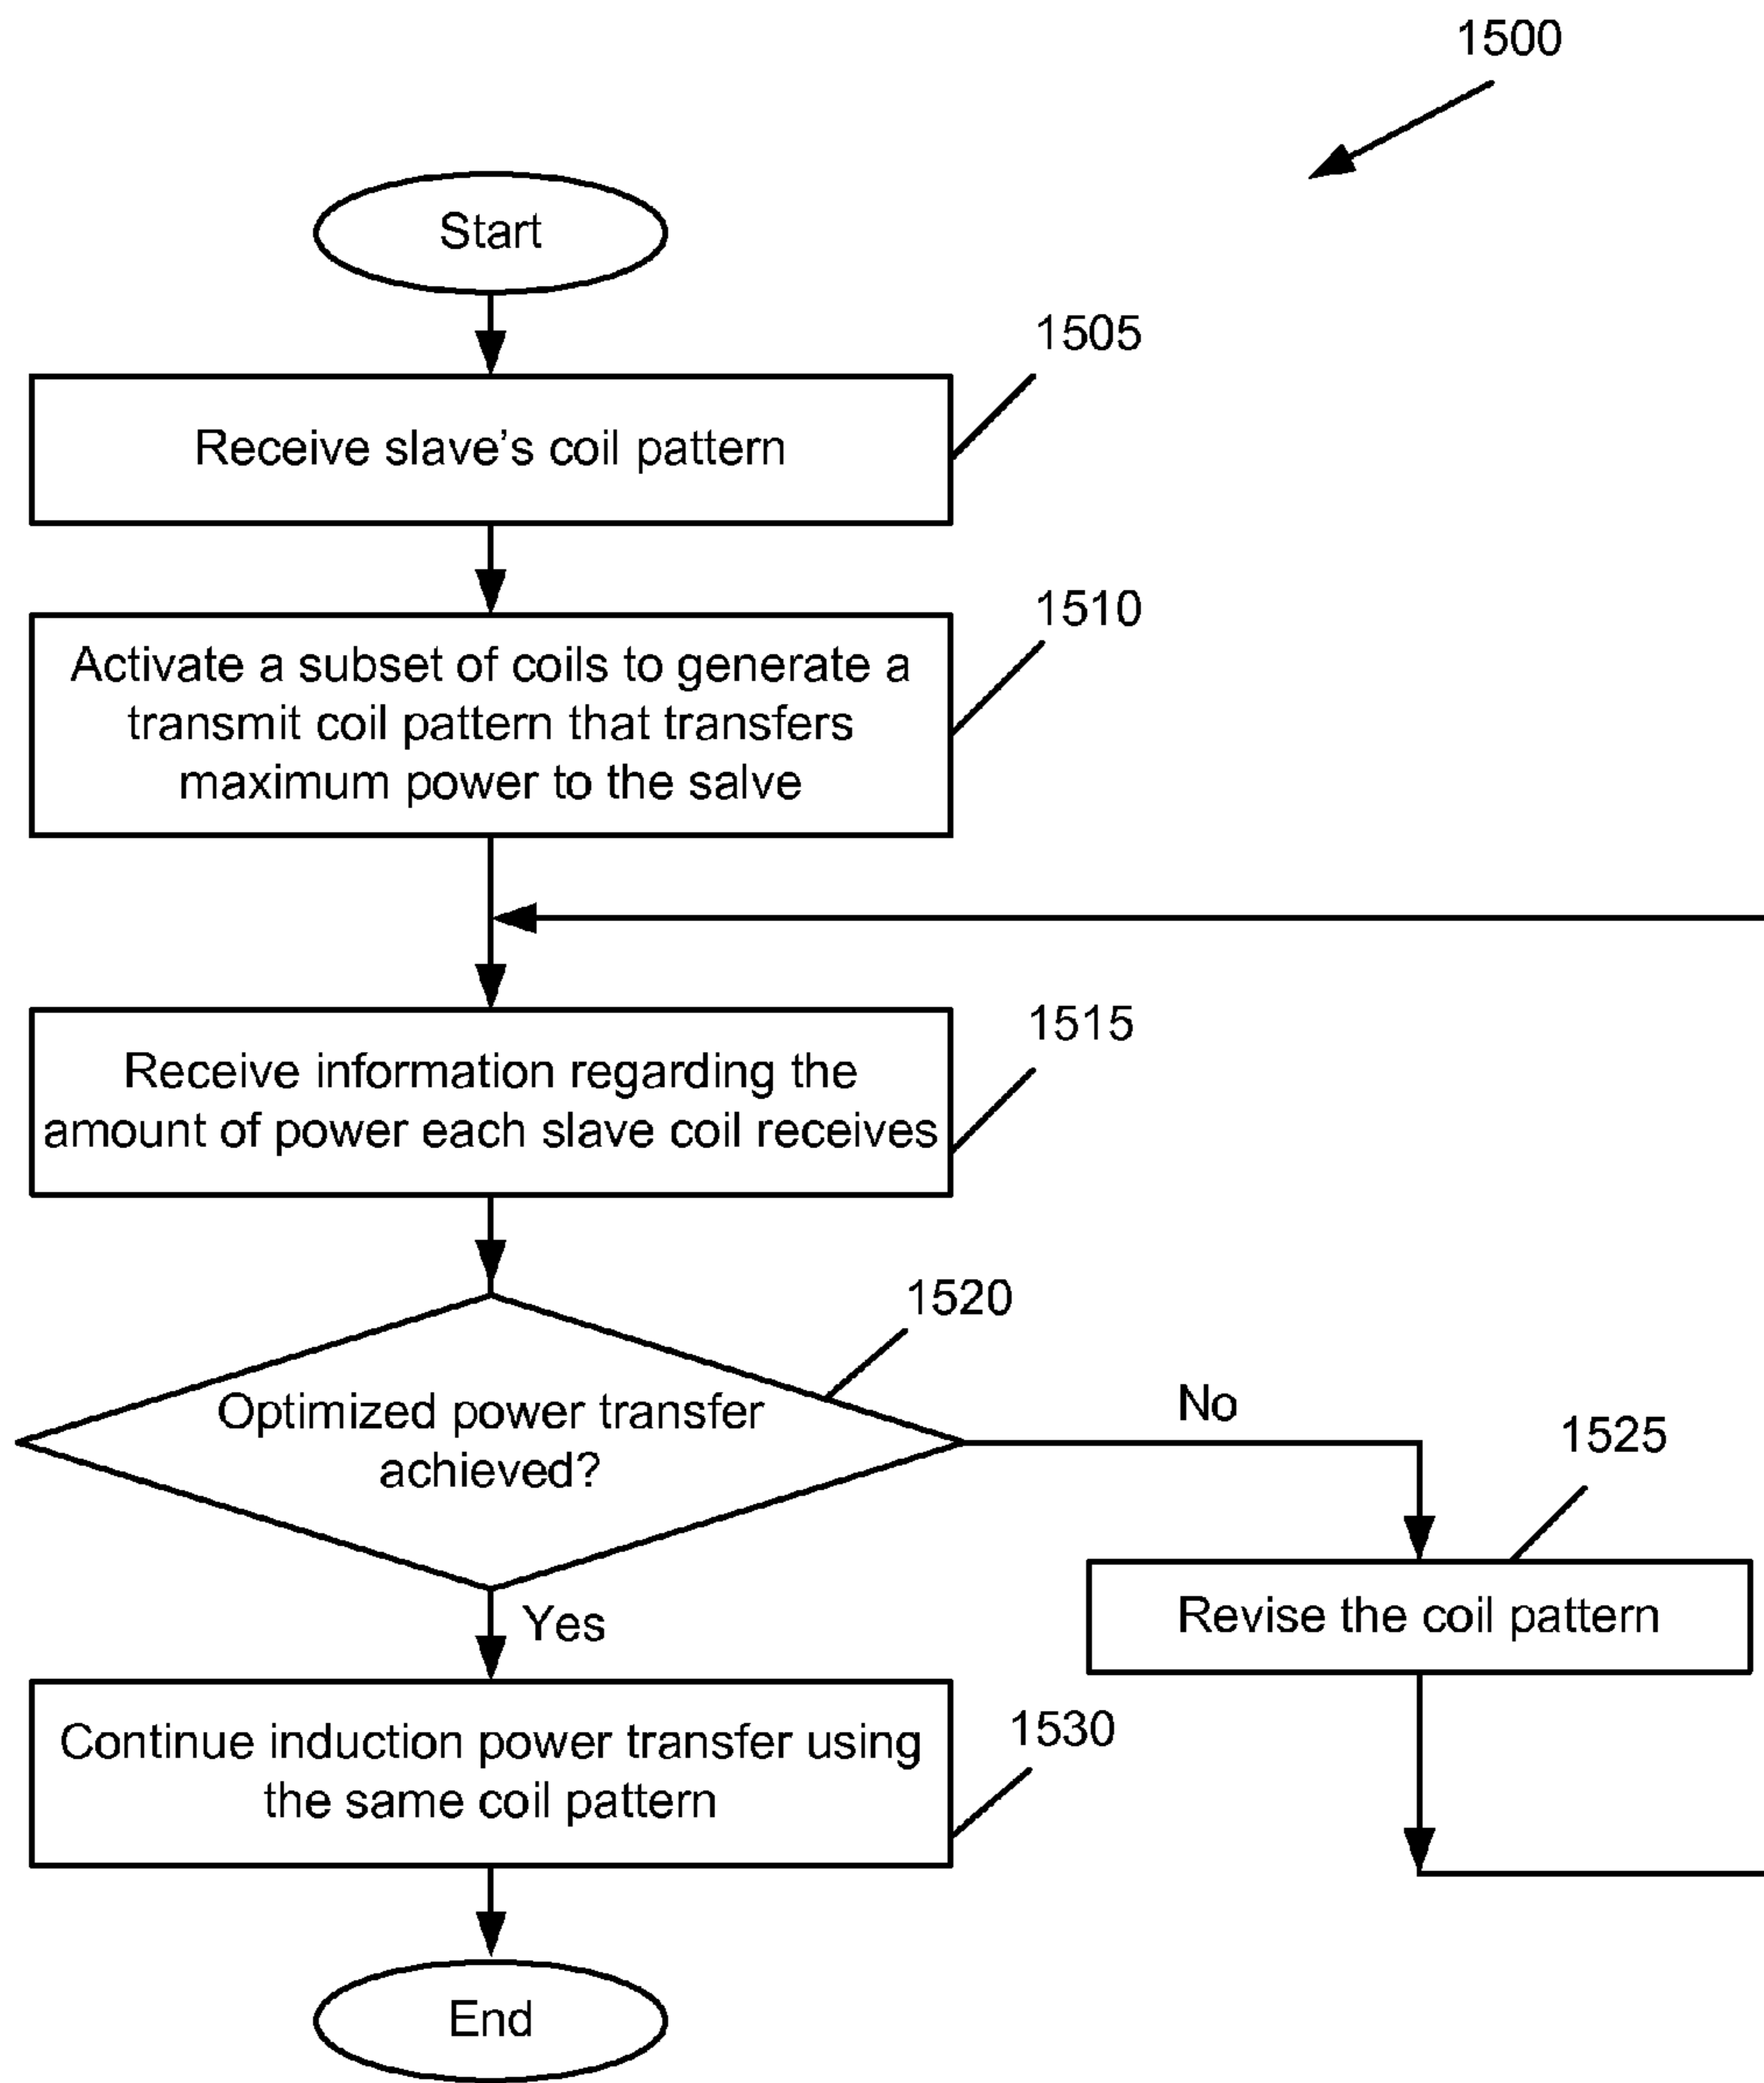 1500
Start
1505
Receive slave's coil pattern
1510
Activate a subset of coils to generate a
transmit coil pattern that transfers
maximum power to the salve
1515
Receive information regarding the
amount of power each slave coil receives
1520
Optimized power transfer
achieved?
No
1525
Revise the coil pattern
Yes
1530
Continue induction power transfer using
the same coil pattern
End